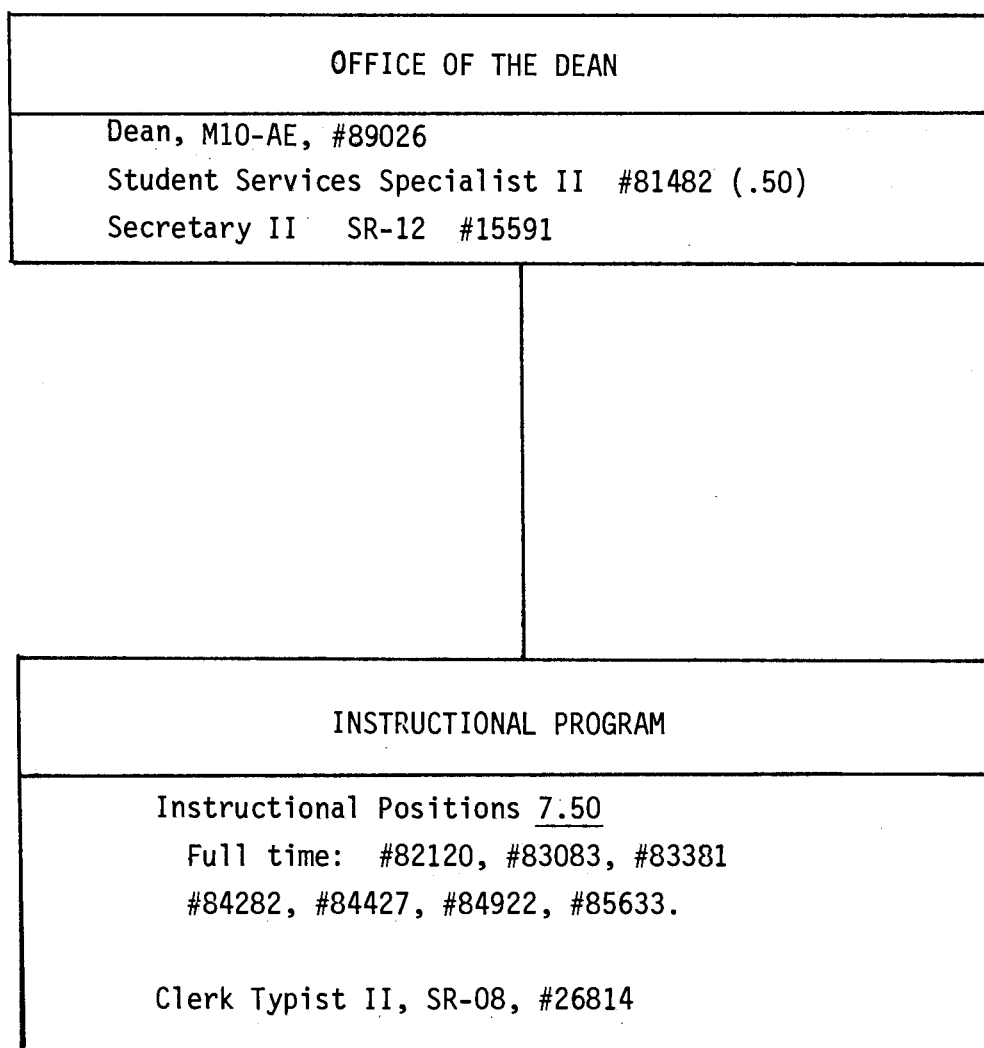 OFFICE OF THE DEAN
Dean, M10-AE, #89026
Student Services Specialist II #81482 (.50)
Secretary II SR-12 #15591
INSTRUCTIONAL PROGRAM
Instructional Positions 7.50
Full time: #82120, #83083, #83381
#84282, #84427, #84922, #85633.
Clerk Typist II, SR-08, #26814